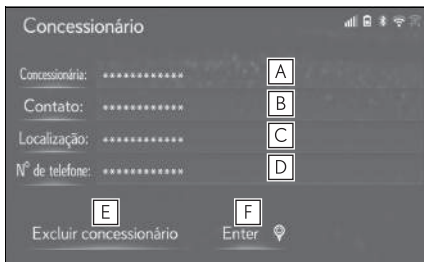 Concessionário
Concessionária: ************ A
Contato: ************ B
Localização: ************ C
Nº de telefone: ************ D
E F
Excluir concessionário Enter